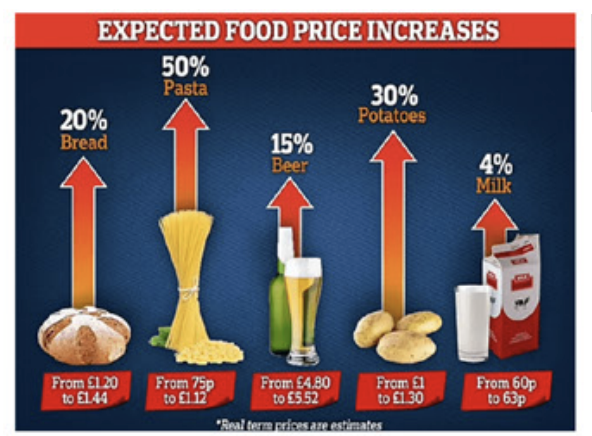 EXPECTED FOOD PRICE INCREASES
50%
Pasta
20%
Bread
15%
Beer
30%
Potatoes
4%
Milk
From £1.20
to £1.44
From 75p
to £1.12
From £4.80
to £5.52
From £1
to £1.30
From 60p
to 63p
*Real term prices are estimates